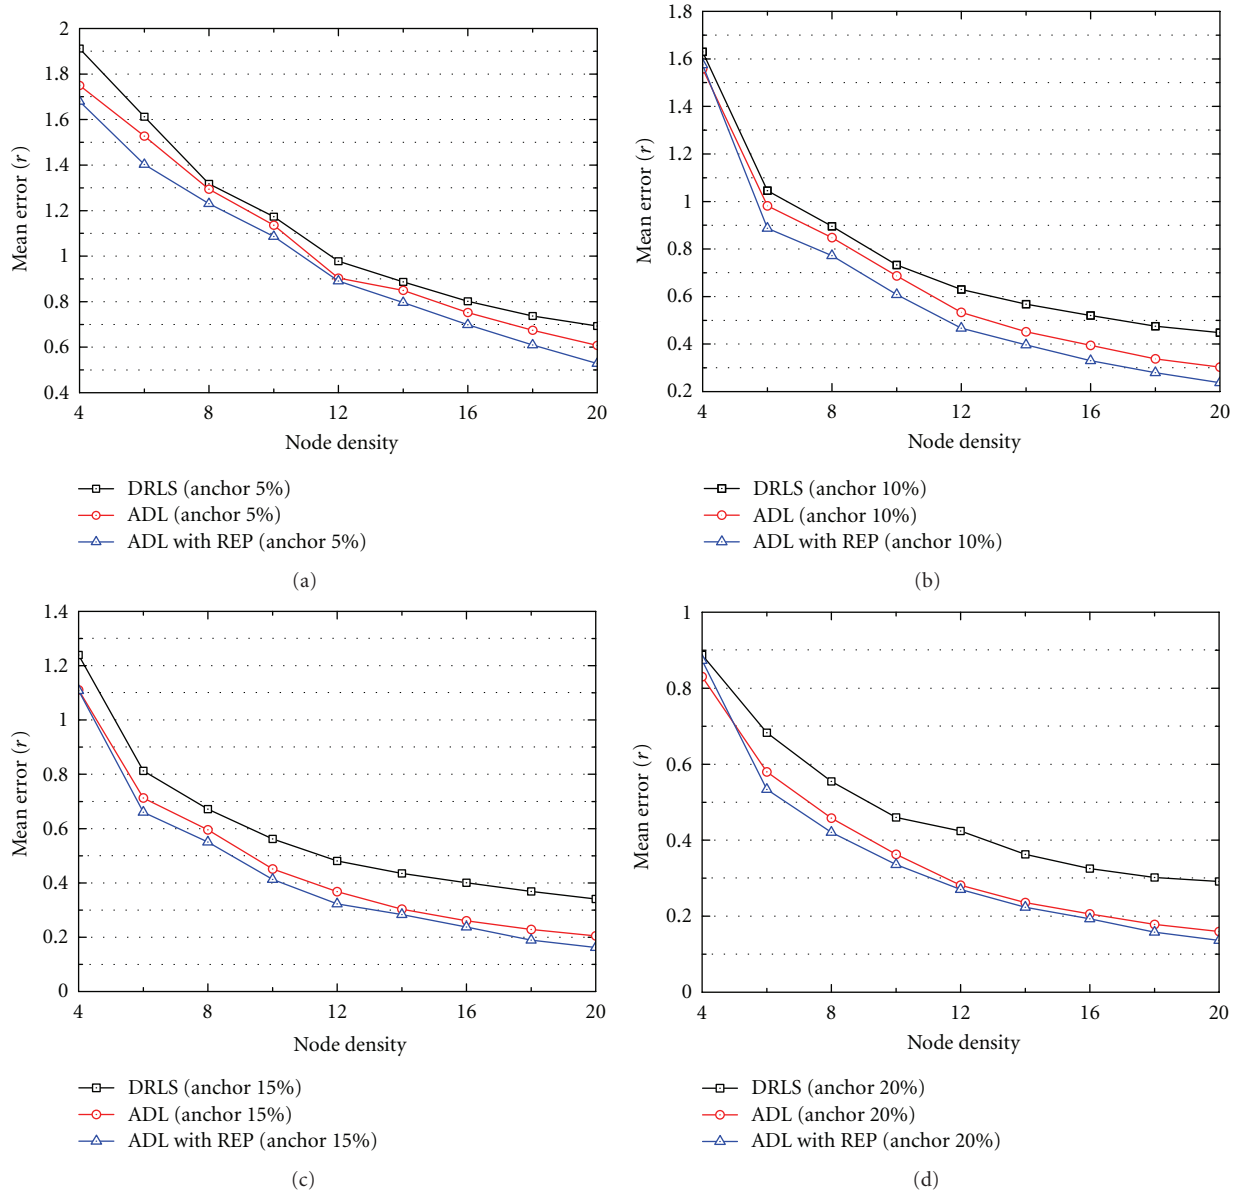 2
1.8
1.6
1.4
1.2
1
0.8
0.6
0.4
Mean error (r)
4 8 12 16 20
Node density
DRLS (anchor 5%)
ADL (anchor 5%)
ADL with REP (anchor 5%)
(a)
1.8
1.6
1.4
1.2
1
0.8
0.6
0.4
0.2
Mean error (r)
4 8 12 16 20
Node density
DRLS (anchor 10%)
ADL (anchor 10%)
ADL with REP (anchor 10%)
(b)
1.4
1.2
1
0.8
0.6
0.4
0.2
0
Mean error (r)
4 8 12 16 20
Node density
DRLS (anchor 15%)
ADL (anchor 15%)
ADL with REP (anchor 15%)
(c)
1
0.8
0.6
0.4
0.2
0
Mean error (r)
4 8 12 16 20
Node density
DRLS (anchor 20%)
ADL (anchor 20%)
ADL with REP (anchor 20%)
(d)